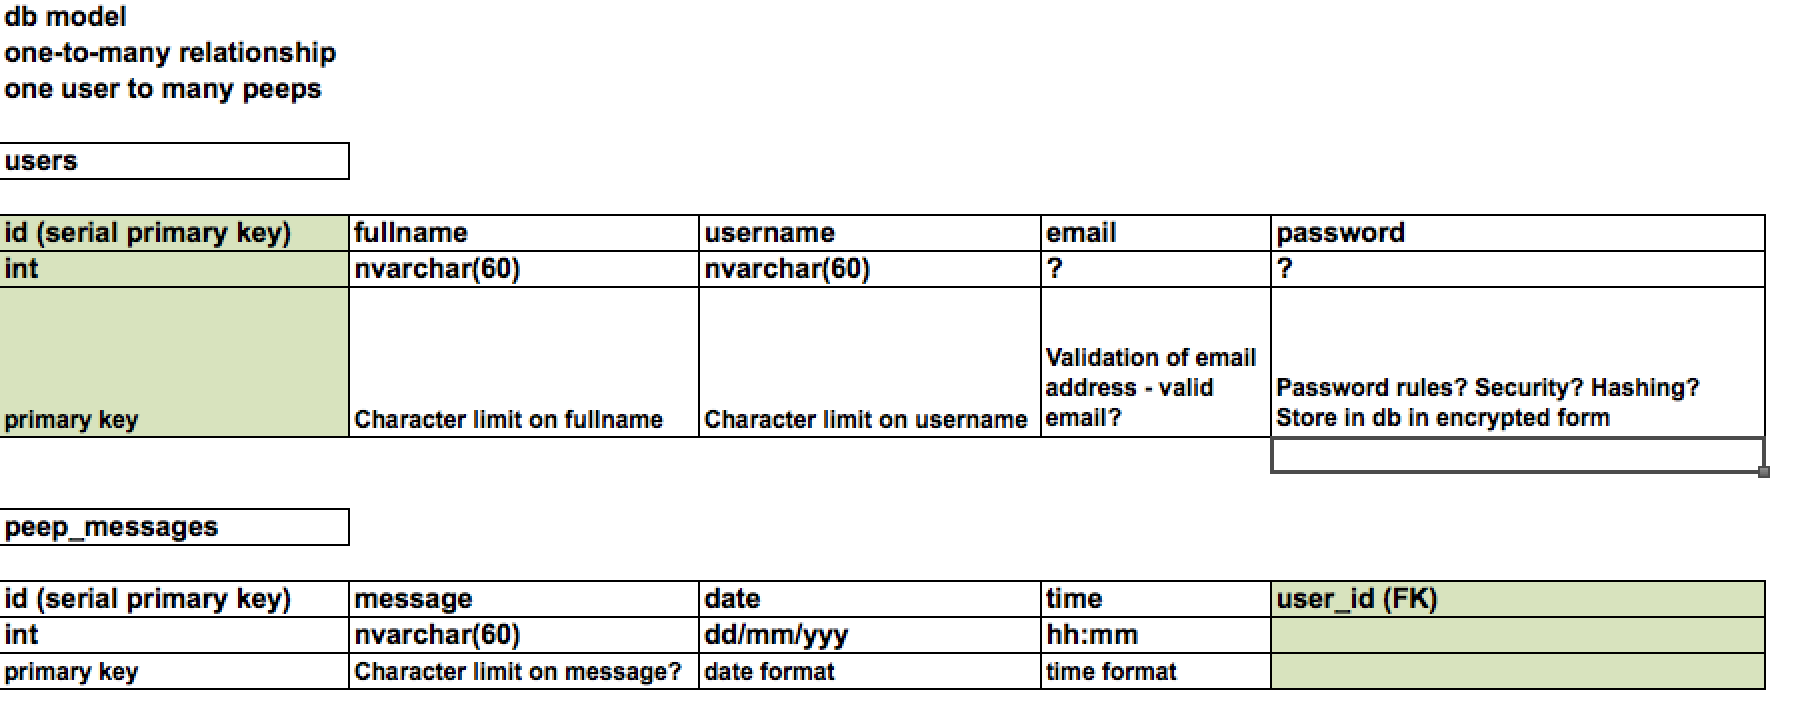 db model
one-to-many relationship
one user to many peeps
users
id (serial primary key) fullname username email password
int nvarchar(60) nvarchar(60) ? ?
Validation of email
address - valid Password rules? Security? Hashing?
primary key Character limit on fullname Character limit on username email? Store in db in encrypted form
peep_messages
id (serial primary key) message date time user_id (FK)
int nvarchar(60) dd/mm/yyy hh:mm
primary key Character limit on message? date format time format